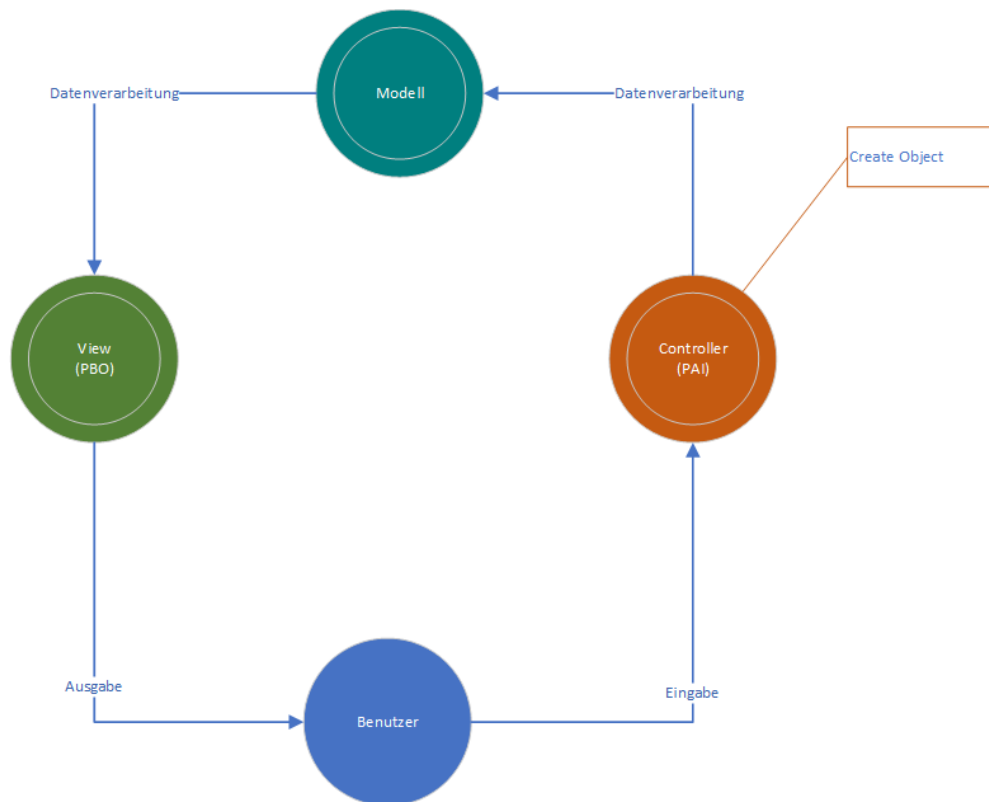 Datenverarbeitung
Modell
Datenverarbeitung
Create Object
View
(PBO)
Controller
(PAI)
Ausgabe
Eingabe
Benutzer